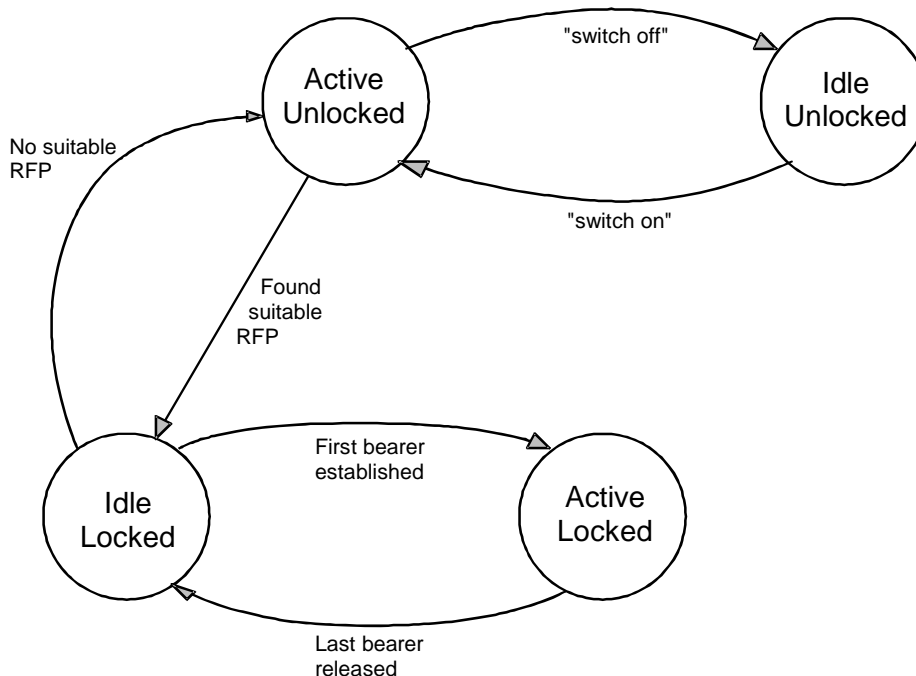 "switch off"
Active
Unlocked
Idle
Unlocked
No suitable
RFP
"switch on"
Found
suitable
RFP
First bearer
established
Idle
Locked
Active
Locked
Last bearer
released